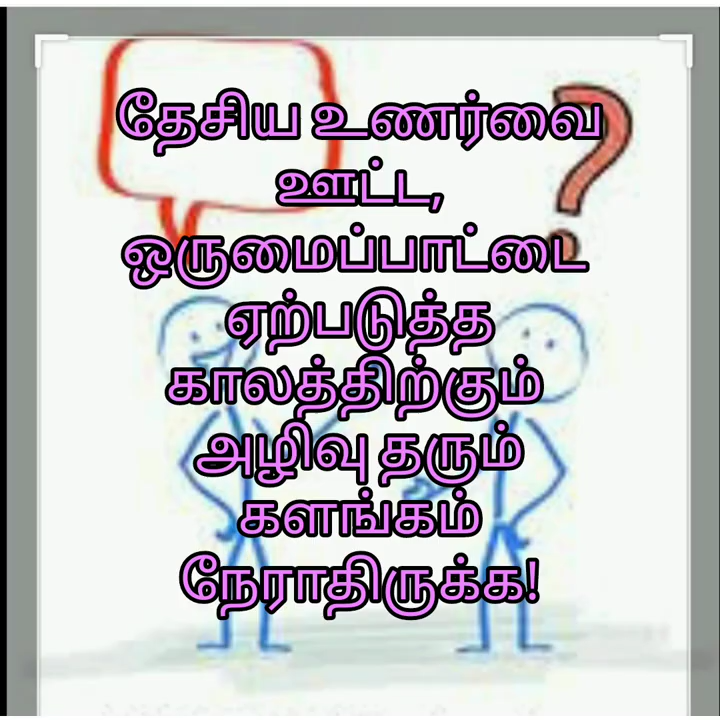 தேசிய உணர்வை
ஊட்ட,
ஒருமைப்பாட்டை
ஏற்படுத்த
காலத்திற்கும்
அழிவு தரும்
களங்கம்
நேராதிருக்க!